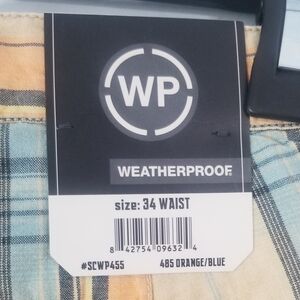 WP
WEATHERPROOF
size: 34 WAIST
8 42754 09632 4
#SCWP455 485 ORANGE/BLUE